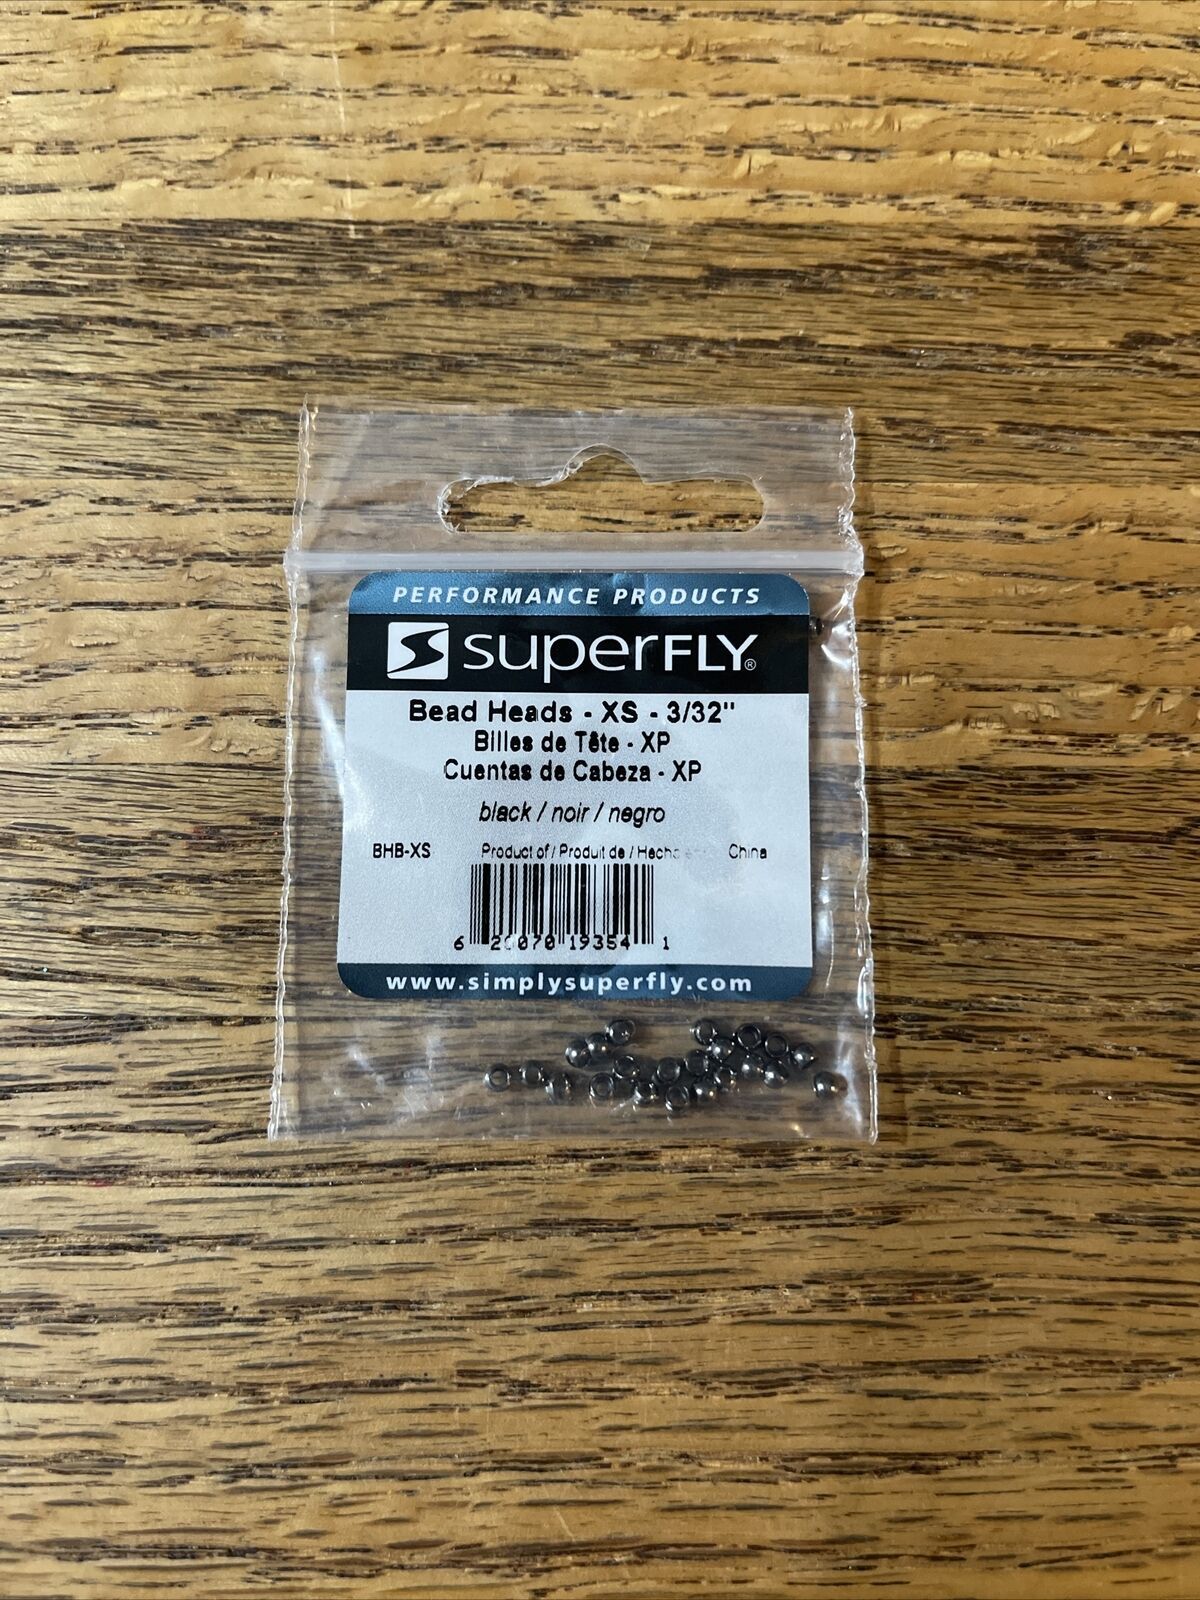 PERFORMANCE PRODUCTS
superFLY®
Bead Heads - XS - 3/32"
Billes de Tête - XP
Cuentas de Cabeza - XP
black / noir / negro
BHB-XS Product of / Produit de / Hecho en China
6 20070 19354 1
www.simplysuperfly.com